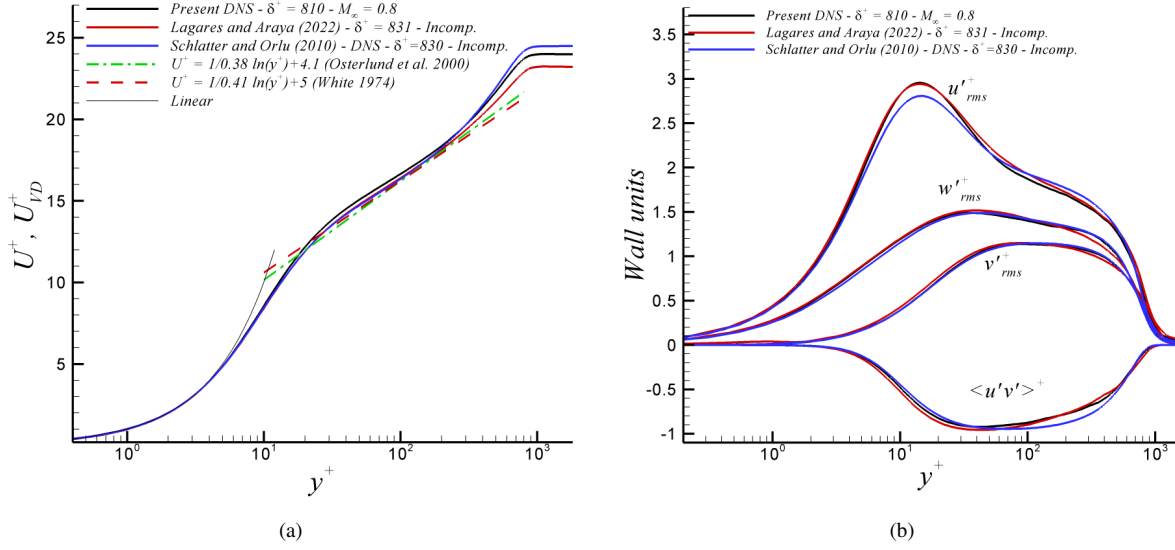 Present DNS - δ⁺ = 810 - M∞ = 0.8
Lagares and Araya (2022) - δ⁺ = 831 - Incomp.
Schlatter and Orlu (2010) - DNS - δ⁺=830 - Incomp.
U⁺ = 1/0.38 ln(y⁺)+4.1 (Osterlund et al. 2000)
U⁺ = 1/0.41 ln(y⁺)+5 (White 1974)
Linear
25
20
15
10
5
U⁺, U⁺VD
10⁰ 10¹ 10² 10³
y⁺
(a)
Present DNS - δ⁺ = 810 - M∞ = 0.8
Lagares and Araya (2022) - δ⁺ = 831 - Incomp.
Schlatter and Orlu (2010) - DNS - δ⁺=830 - Incomp.
3.5
3
2.5
2
1.5
1
0.5
0
-0.5
-1
Wall units
u'⁺rms
w'⁺rms
v'⁺rms
<u'v'>⁺
10⁰ 10¹ 10² 10³
y⁺
(b)